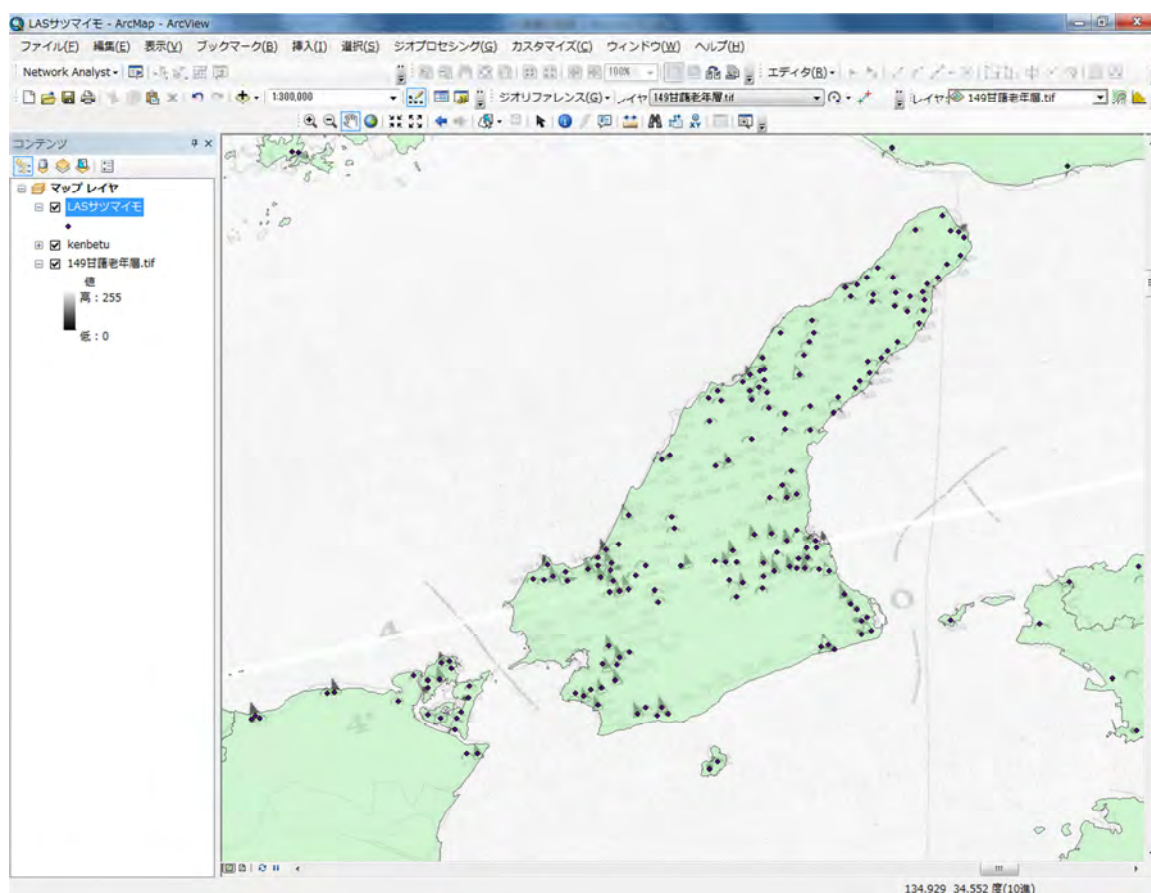 LASサツマイモ - ArcMap - ArcView
ファイル(F) 編集(E) 表示(V) ブックマーク(B) 挿入(I) 選択(S) ジオプロセシング(G) カスタマイズ(C) ウィンドウ(W) ヘルプ(H)
Network Analyst 100% エディタ(R)
1:300,000 ジオリファレンス(G) レイヤ 149甘藷老年層.tif レイヤ 149甘藷老年層.tif
コンテンツ
マップ レイヤ
LASサツマイモ
kenbetu
149甘藷老年層.tif
値
高 : 255
低 : 0
A
O
4
134.929 34.552 度(10進)